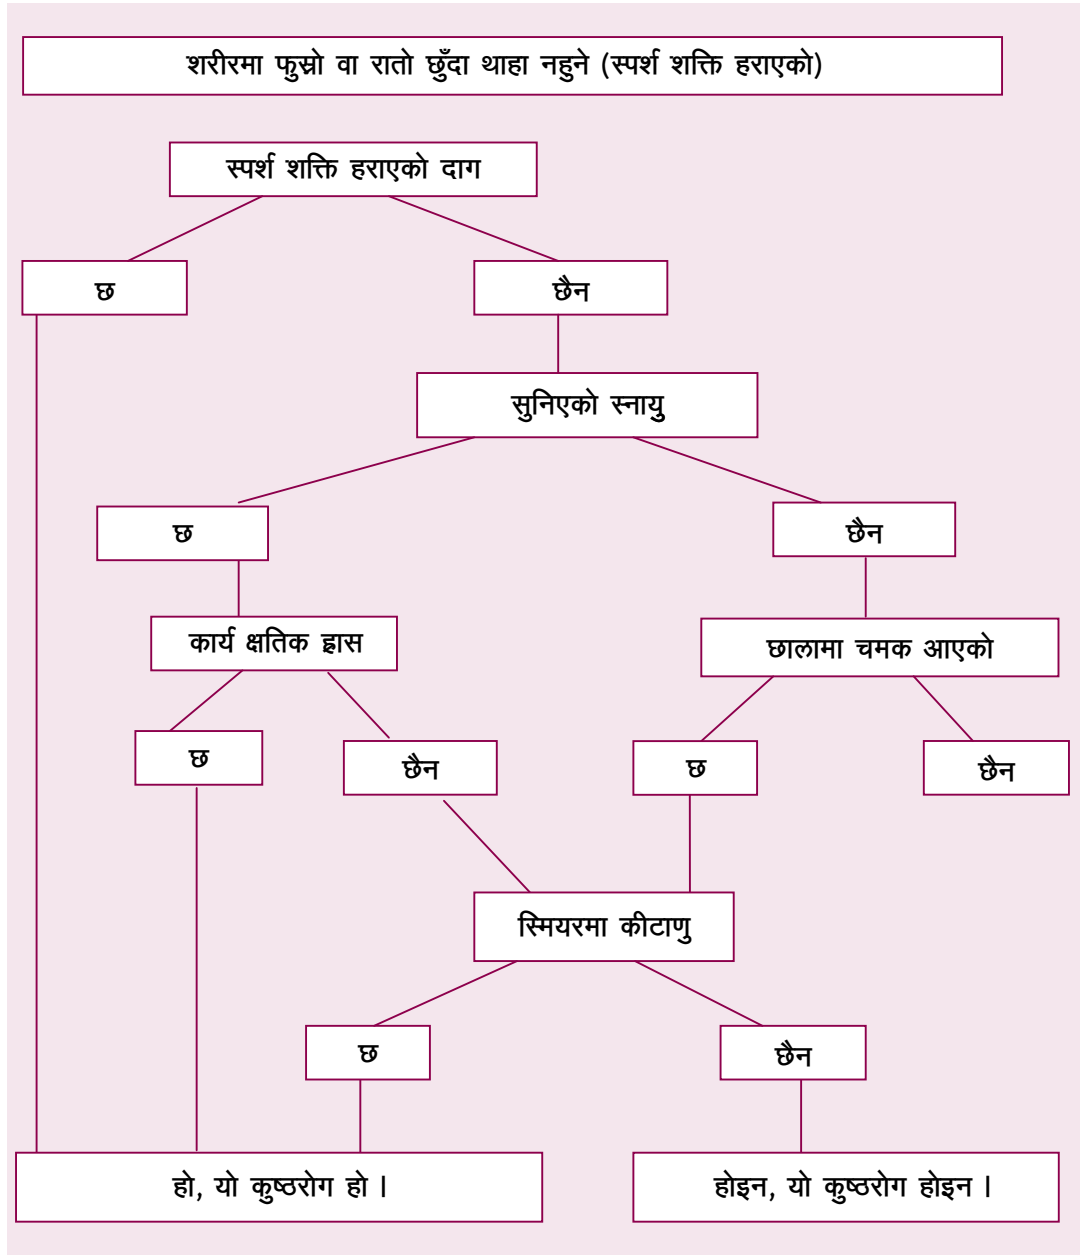 शरीरमा फुस्रो वा रातो छुँदा थाहा नहुने (स्पर्श शक्ति हराएको)
स्पर्श शक्ति हराएको दाग
छ
छैन
सुनिएको स्नायु
छ
छैन
कार्य क्षतिक ह्रास
छालामा चमक आएको
छ
छैन
छ
छैन
स्मियरमा कीटाणु
छ
छैन
हो, यो कुष्ठरोग हो ।
होइन, यो कुष्ठरोग होइन ।